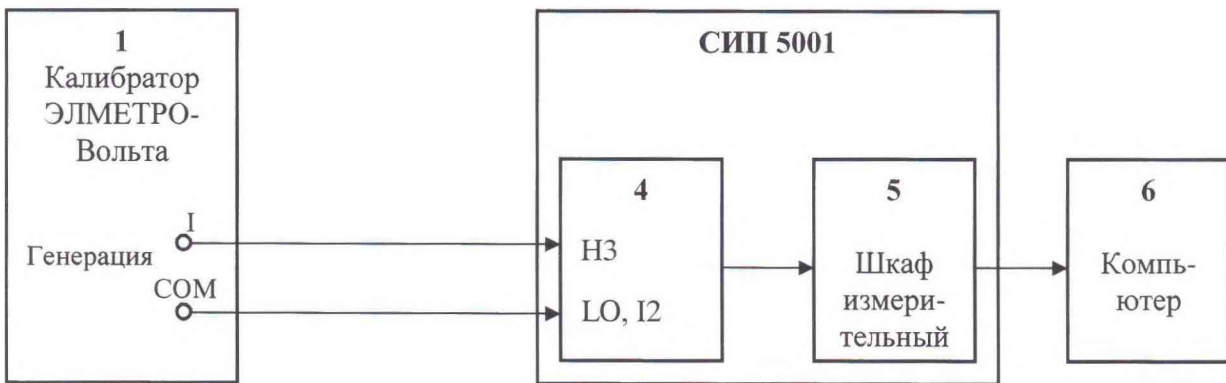 1
Калибратор
ЭЛМЕТРО-
Вольта
I
Генерация
COM
СИП 5001
4
H3
LO, I2
5
Шкаф
измери-
тельный
6
Компь-
ютер